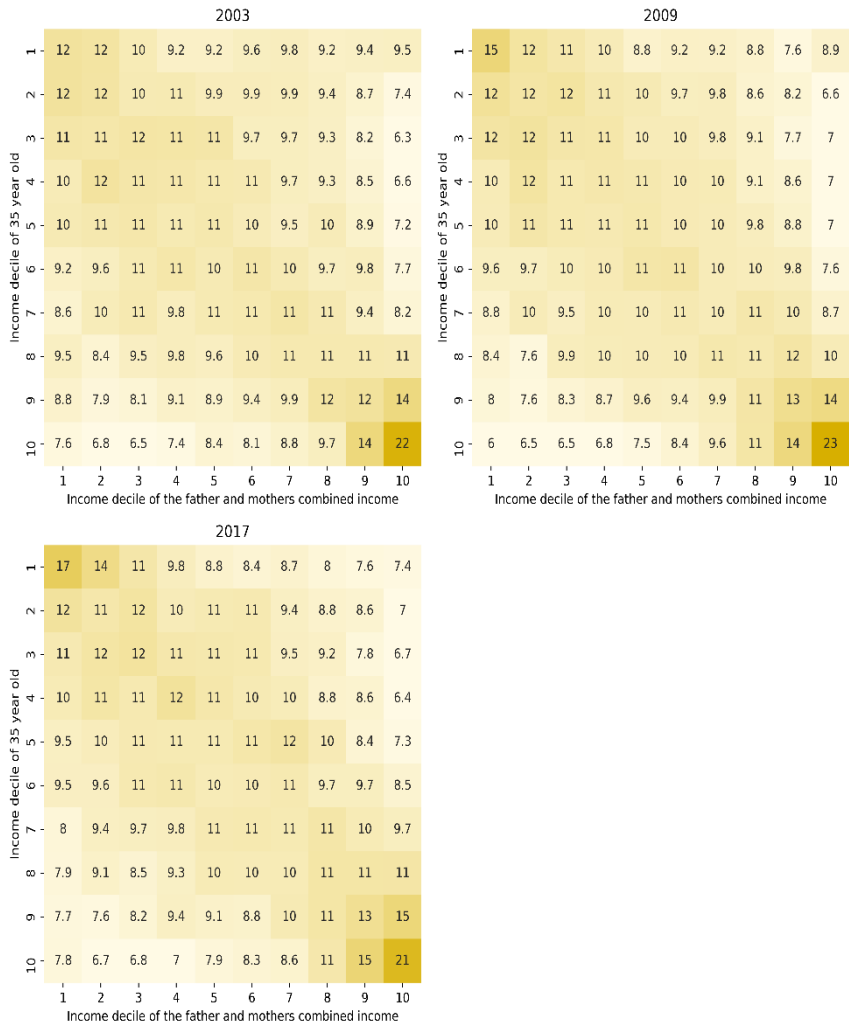 2003
1 12 12 10 9.2 9.2 9.6 9.8 9.2 9.4 9.5
2 12 12 10 11 9.9 9.9 9.9 9.4 8.7 7.4
3 11 11 12 11 11 9.7 9.7 9.3 8.2 6.3
4 10 12 11 11 11 11 9.7 9.3 8.5 6.6
5 10 11 11 11 11 10 9.5 10 8.9 7.2
6 9.2 9.6 11 11 10 11 10 9.7 9.8 7.7
7 8.6 10 11 9.8 11 11 11 11 9.4 8.2
8 9.5 8.4 9.5 9.8 9.6 10 11 11 11 11
9 8.8 7.9 8.1 9.1 8.9 9.4 9.9 12 12 14
10 7.6 6.8 6.5 7.4 8.4 8.1 8.8 9.7 14 22
1 2 3 4 5 6 7 8 9 10
Income decile of 35 year old
Income decile of the father and mothers combined income
2009
1 15 12 11 10 8.8 9.2 9.2 8.8 7.6 8.9
2 12 12 12 11 10 9.7 9.8 8.6 8.2 6.6
3 12 12 11 11 10 10 9.8 9.1 7.7 7
4 10 12 11 11 11 10 10 9.1 8.6 7
5 10 11 11 11 11 10 10 9.8 8.8 7
6 9.6 9.7 10 10 11 11 10 10 9.8 7.6
7 8.8 10 9.5 10 10 11 10 11 10 8.7
8 8.4 7.6 9.9 10 10 10 11 11 12 10
9 8 7.6 8.3 8.7 9.6 9.4 9.9 11 13 14
10 6 6.5 6.5 6.8 7.5 8.4 9.6 11 14 23
1 2 3 4 5 6 7 8 9 10
Income decile of 35 year old
Income decile of the father and mothers combined income
2017
1 17 14 11 9.8 8.8 8.4 8.7 8 7.6 7.4
2 12 11 12 10 11 11 9.4 8.8 8.6 7
3 11 12 12 11 11 11 9.5 9.2 7.8 6.7
4 10 11 11 12 11 10 10 8.8 8.6 6.4
5 9.5 10 11 11 11 11 12 10 8.4 7.3
6 9.5 9.6 11 11 10 10 11 9.7 9.7 8.5
7 8 9.4 9.7 9.8 11 11 11 11 10 9.7
8 7.9 9.1 8.5 9.3 10 10 10 11 11 11
9 7.7 7.6 8.2 9.4 9.1 8.8 10 11 13 15
10 7.8 6.7 6.8 7 7.9 8.3 8.6 11 15 21
1 2 3 4 5 6 7 8 9 10
Income decile of 35 year old
Income decile of the father and mothers combined income